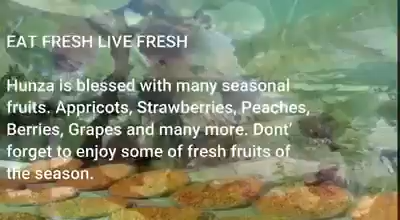 EAT FRESH LIVE FRESH
Hunza is blessed with many seasonal
fruits. Appricots, Strawberries, Peaches,
Berries, Grapes and many more. Dont'
forget to enjoy some of fresh fruits of
the season.